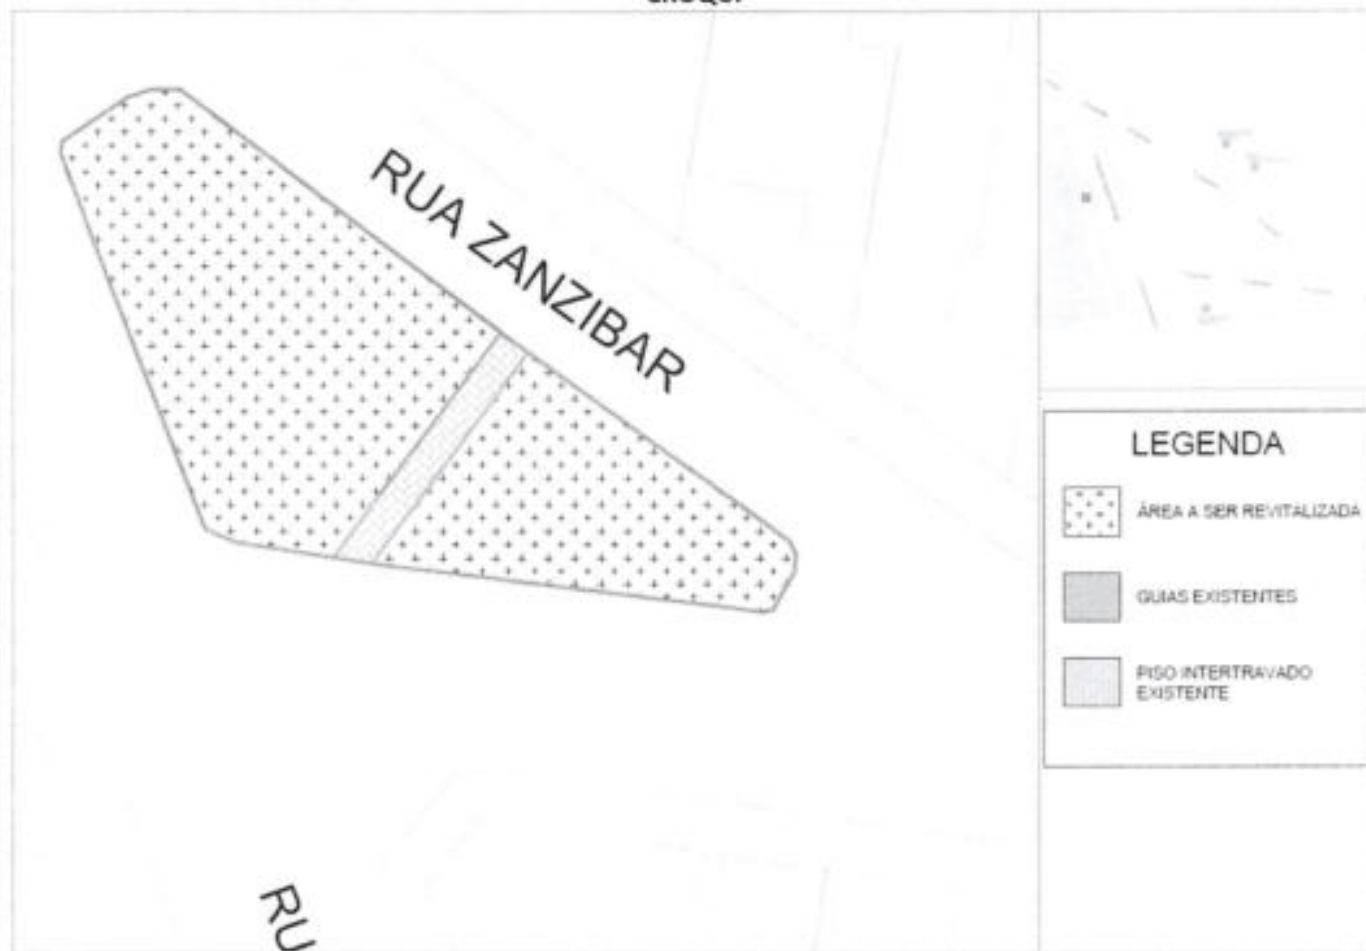 RUA ZANZIBAR
RU
LEGENDA
ÁREA A SER REVITALIZADA
GUIAS EXISTENTES
PISO INTERTRAVADO
EXISTENTE